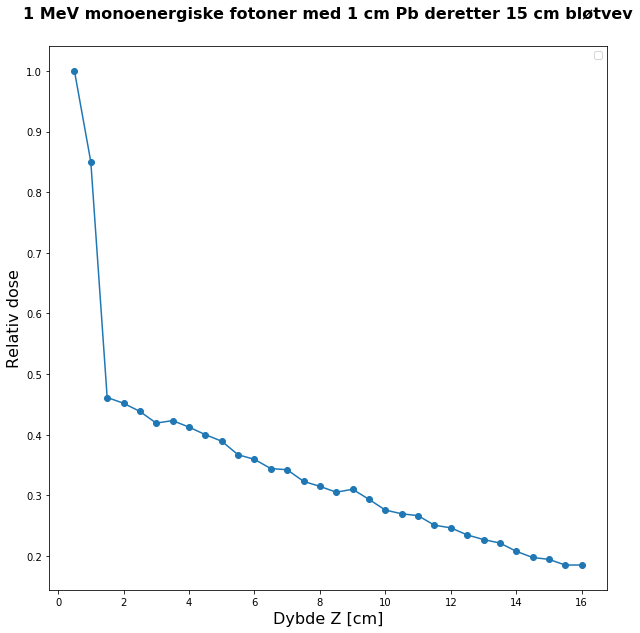 1 MeV monoenergiske fotoner med 1 cm Pb deretter 15 cm bløtvev
Relativ dose
1.0
0.9
0.8
0.7
0.6
0.5
0.4
0.3
0.2
0 2 4 6 8 10 12 14 16
Dybde Z [cm]